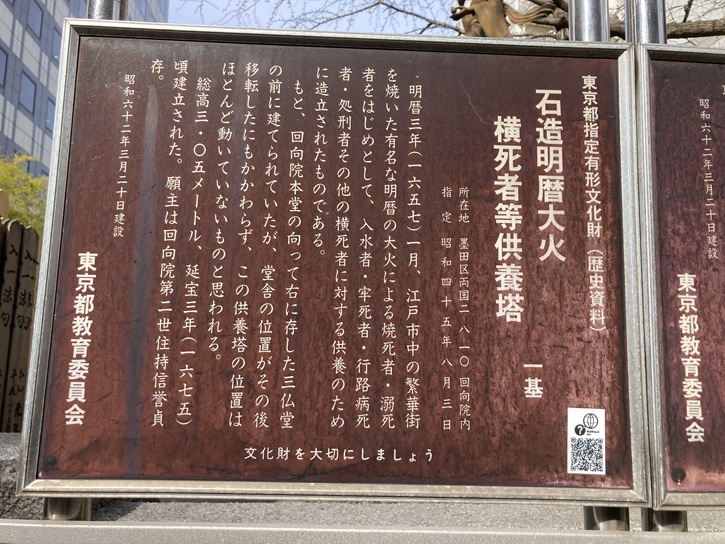 東京都指定有形文化財（歴史資料）
石造明暦大火
横死者等供養塔　一基
所在地　墨田区両国二‐八‐一〇　回向院内
指定　昭和四十五年八月三日
明暦三年（一六五七）一月、江戸市中の繁華街
を焼いた有名な明暦の大火による焼死者・溺死
者をはじめとして、入水者・牢死者・行路病死
者・処刑者その他の横死者に対する供養のため
に造立されたものである。
もと、回向院本堂の向って右に存した三仏堂
の前に建てられていたが、堂舎の位置がその後
移転したにもかかわらず、この供養塔の位置は
ほとんど動いていないものと思われる。
総高三・〇五メートル、延宝三年（一六七五）
頃建立された。願主は回向院第二世住持信誉貞
存。
昭和六十二年三月二十日建設
東京都教育委員会
文化財を大切にしましょう
昭和六十二年三月二十日建設
東京都教育委員会